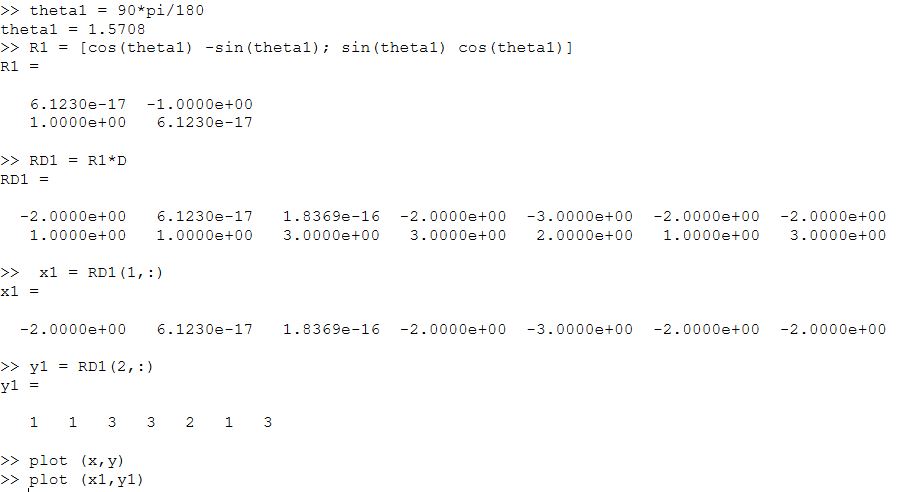 >> theta1 = 90*pi/180
theta1 = 1.5708
>> R1 = [cos(theta1) -sin(theta1); sin(theta1) cos(theta1)]
R1 =
6.1230e-17 -1.0000e+00
1.0000e+00 6.1230e-17
>> RD1 = R1*D
RD1 =
-2.0000e+00 6.1230e-17 1.8369e-16 -2.0000e+00 -3.0000e+00 -2.0000e+00 -2.0000e+00
1.0000e+00 1.0000e+00 3.0000e+00 3.0000e+00 2.0000e+00 1.0000e+00 3.0000e+00
>> x1 = RD1(1,:)
x1 =
-2.0000e+00 6.1230e-17 1.8369e-16 -2.0000e+00 -3.0000e+00 -2.0000e+00 -2.0000e+00
>> y1 = RD1(2,:)
y1 =
1 1 3 3 2 1 3
>> plot (x,y)
>> plot (x1,y1)